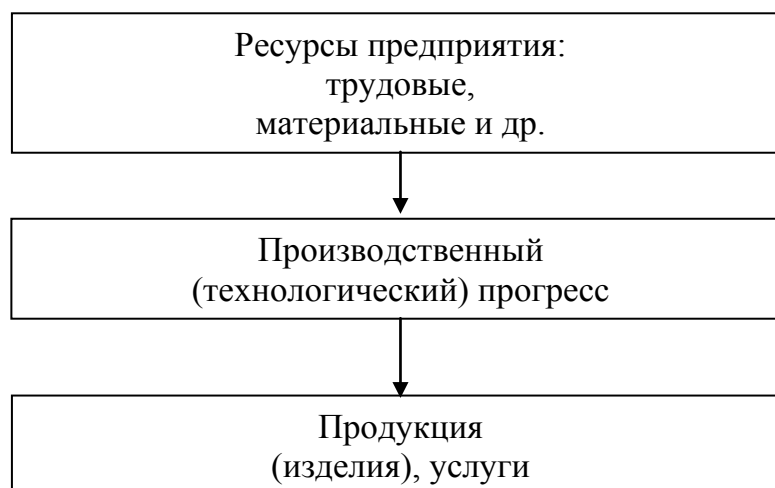 Ресурсы предприятия:
трудовые,
материальные и др.
Производственный
(технологический) прогресс
Продукция
(изделия), услуги